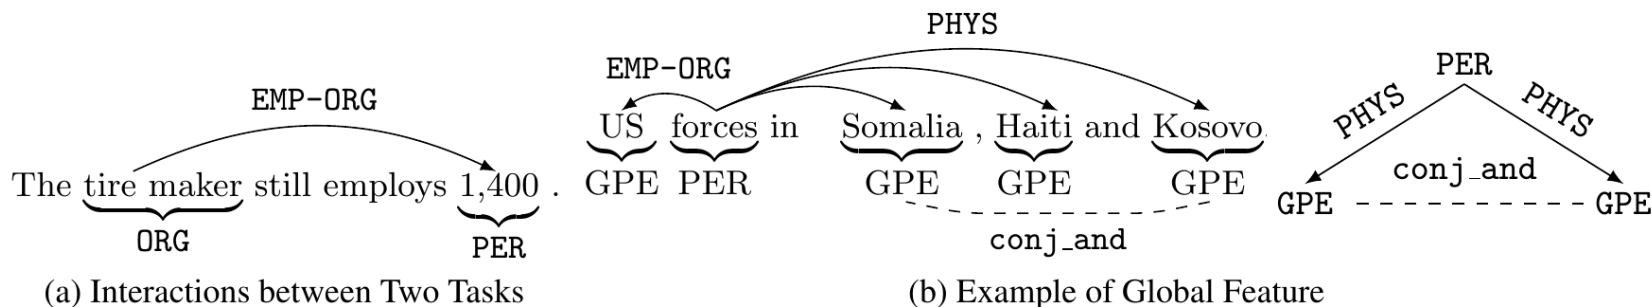 EMP-ORG
The tire maker still employs 1,400 .
ORG
PER
(a) Interactions between Two Tasks
PHYS
EMP-ORG
US forces in Somalia , Haiti and Kosovo.
GPE PER GPE GPE GPE
conj_and
PER
PHYS PHYS
conj_and
GPE GPE
(b) Example of Global Feature